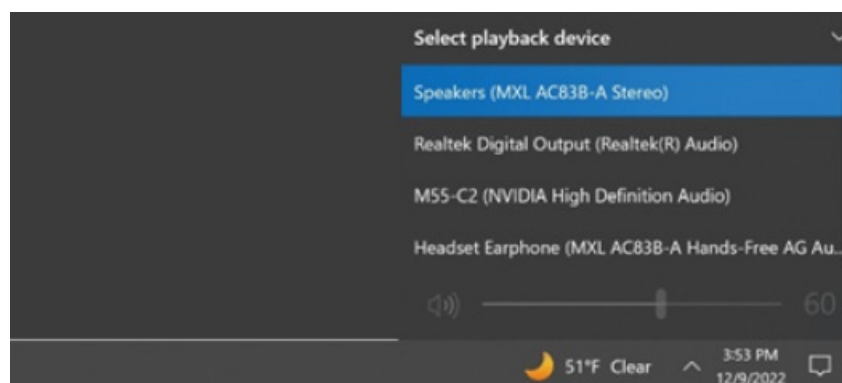 Select playback device
Speakers (MXL AC83B-A Stereo)
Realtek Digital Output (Realtek(R) Audio)
M55-C2 (NVIDIA High Definition Audio)
Headset Earphone (MXL AC83B-A Hands-Free AG Au...
60
51°F Clear
3:53 PM
12/9/2022